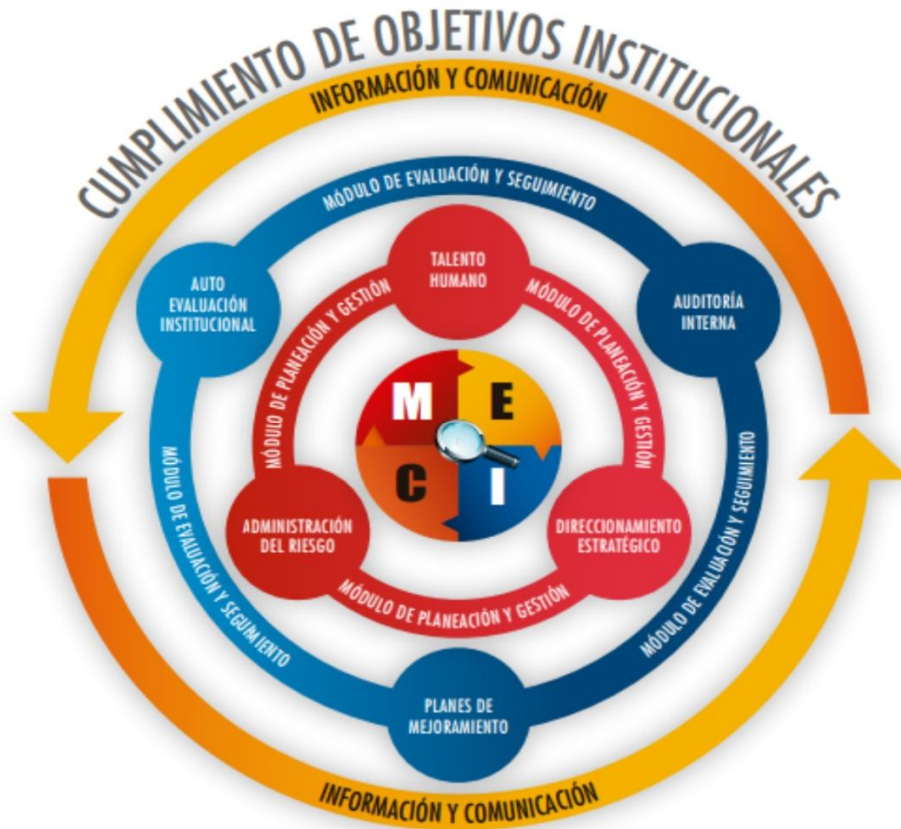 CUMPLIMIENTO DE OBJETIVOS INSTITUCIONALES
INFORMACIÓN Y COMUNICACIÓN
MÓDULO DE EVALUACIÓN Y SEGUIMIENTO
TALENTO
HUMANO
AUTO
EVALUACIÓN
INSTITUCIONAL
AUDITORÍA
INTERNA
MÓDULO DE PLANEACIÓN Y GESTIÓN
MÓDULO DE PLANEACIÓN Y GESTIÓN
M E
C I
ADMINISTRACIÓN
DEL RIESGO
DIRECCIONAMIENTO
ESTRATÉGICO
MÓDULO DE EVALUACIÓN Y SEGUIMIENTO
MÓDULO DE EVALUACIÓN Y SEGUIMIENTO
MÓDULO DE PLANEACIÓN Y GESTIÓN
PLANES DE
MEJORAMIENTO
INFORMACIÓN Y COMUNICACIÓN